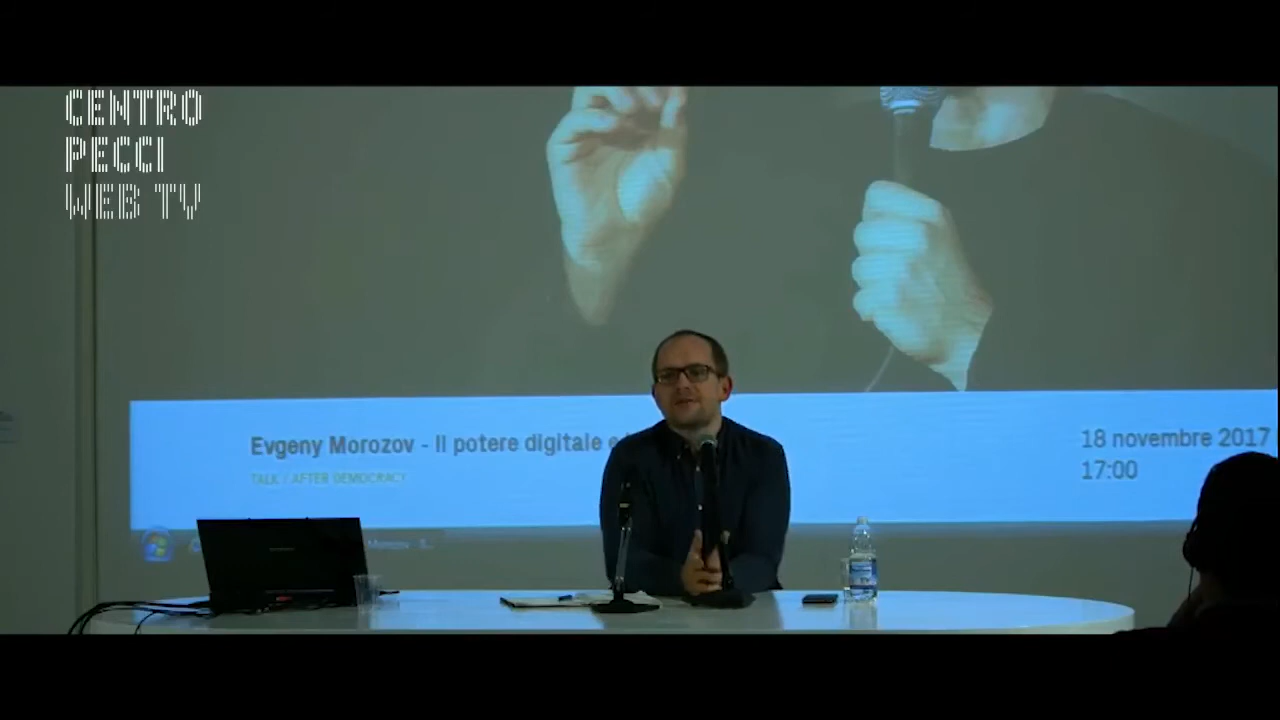 CENTRO
PECCI
WEB TV
Evgeny Morozov - Il potere digitale e
18 novembre 2017
17:00
TALK / AFTER DEMOCRACY